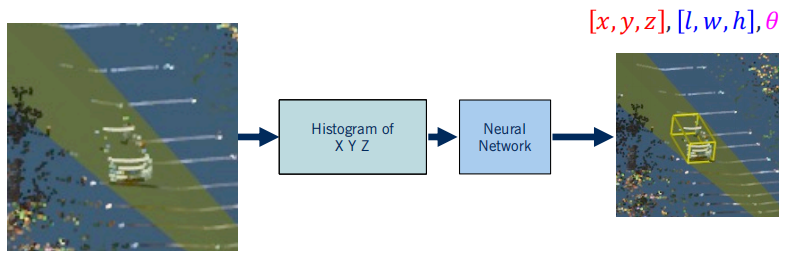 [x, y, z], [l, w, h], θ
Histogram of
X Y Z
Neural
Network